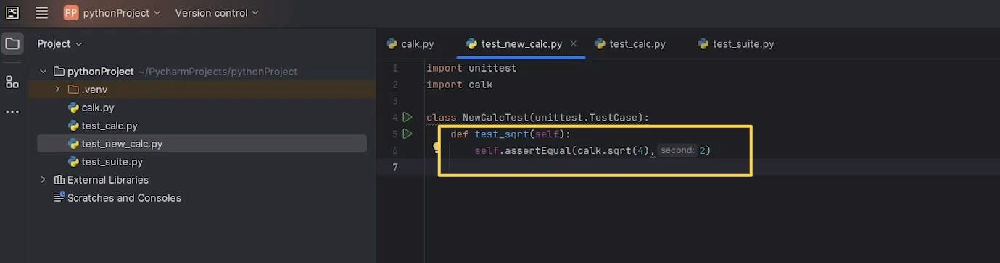 PC PP pythonProject Version control
Project
pythonProject ~/PycharmProjects/pythonProject
.venv
calk.py
test_calc.py
test_new_calc.py
test_suite.py
External Libraries
Scratches and Consoles
calk.py test_new_calc.py test_calc.py test_suite.py
1 import unittest
2 import calk
3
4 class NewCalcTest(unittest.TestCase):
5 def test_sqrt(self):
6 self.assertEqual(calk.sqrt(4), second: 2)
7